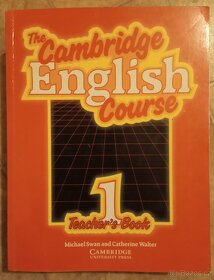 The
Cambridge
English
Course
1
Teacher's Book
Michael Swan and Catherine Walter
CAMBRIDGE
UNIVERSITY PRESS